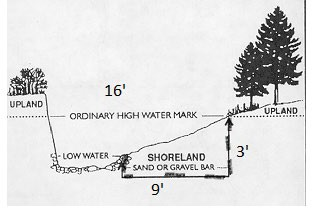 16'
UPLAND
ORDINARY HIGH WATER MARK
UPLAND
LOW WATER
SHORELAND
3'
SAND OR GRAVEL BAR
9'